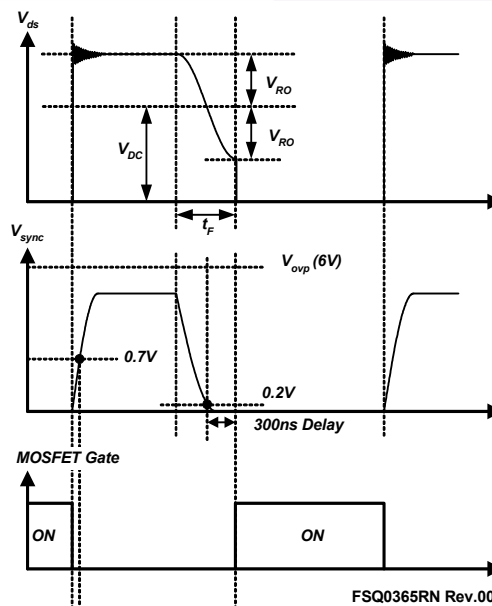 Vds
VRO
VDC
VRO
tF
Vsync
Vovp (6V)
0.7V
0.2V
300ns Delay
MOSFET Gate
ON
ON
FSQ0365RN Rev.00